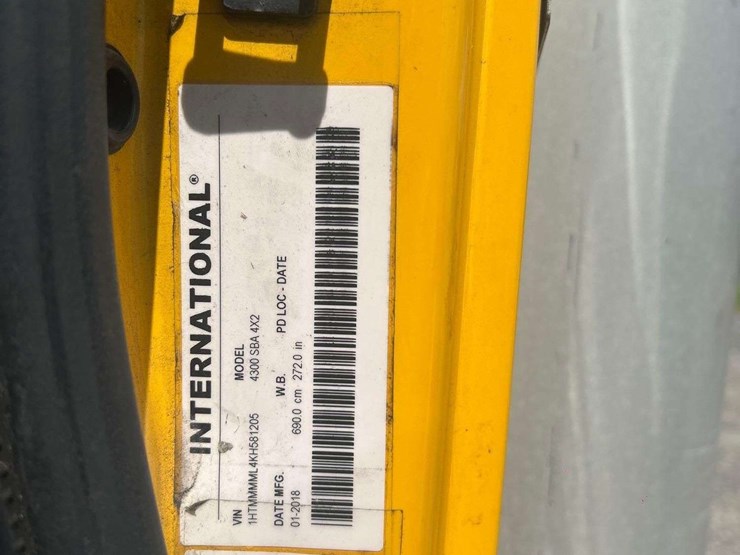 INTERNATIONAL®
VIN MODEL
1HTMMMML4KH581205 4300 SBA 4X2
DATE MFG. W.B. PD LOC - DATE
01-2018 690.0 cm 272.0 in